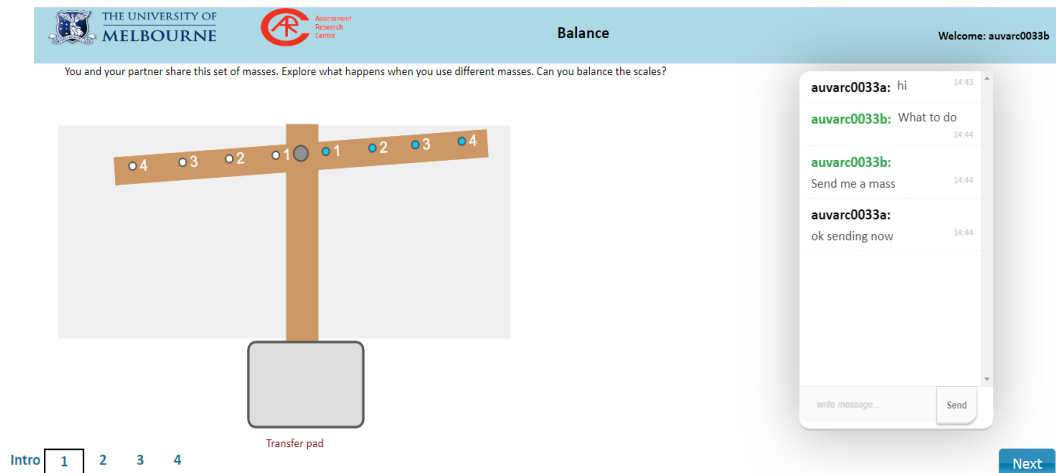 THE UNIVERSITY OF
MELBOURNE
Assessment
Research
Centre
Balance
Welcome: auvarc0033b
You and your partner share this set of masses. Explore what happens when you use different masses. Can you balance the scales?
4 3 2 1 1 2 3 4
Transfer pad
auvarc0033a: hi 14:43
auvarc0033b: What to do
14:44
auvarc0033b:
Send me a mass 14:44
auvarc0033a:
ok sending now 14:44
write message... Send
Intro 1 2 3 4
Next